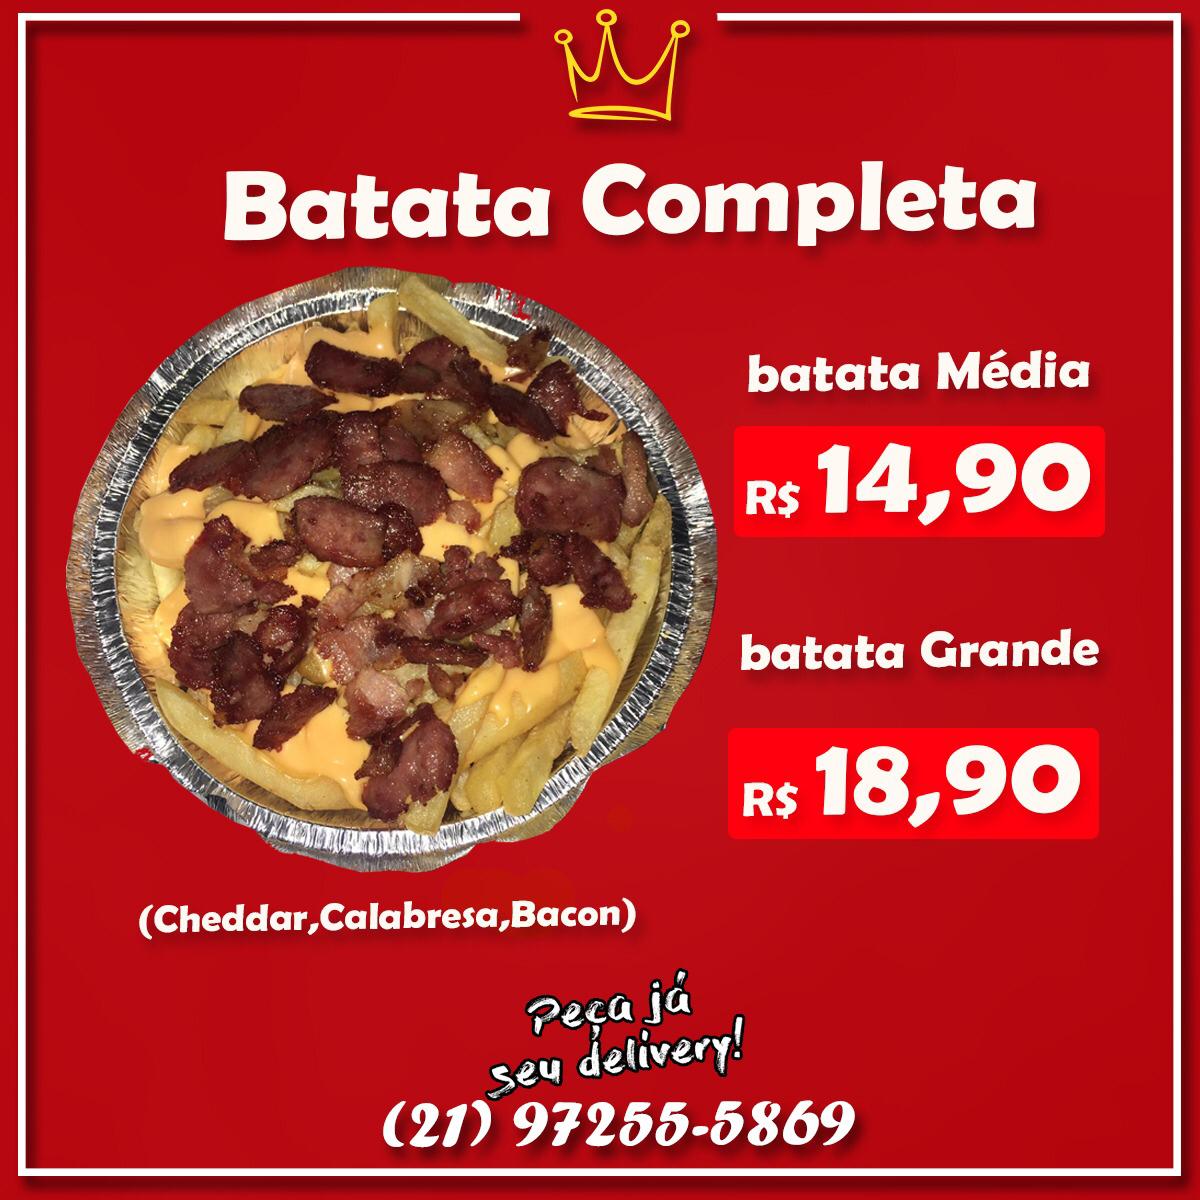 Batata Completa
batata Média
R$ 14,90
batata Grande
R$ 18,90
(Cheddar,Calabresa,Bacon)
Peça já
seu delivery!
(21) 97255-5869